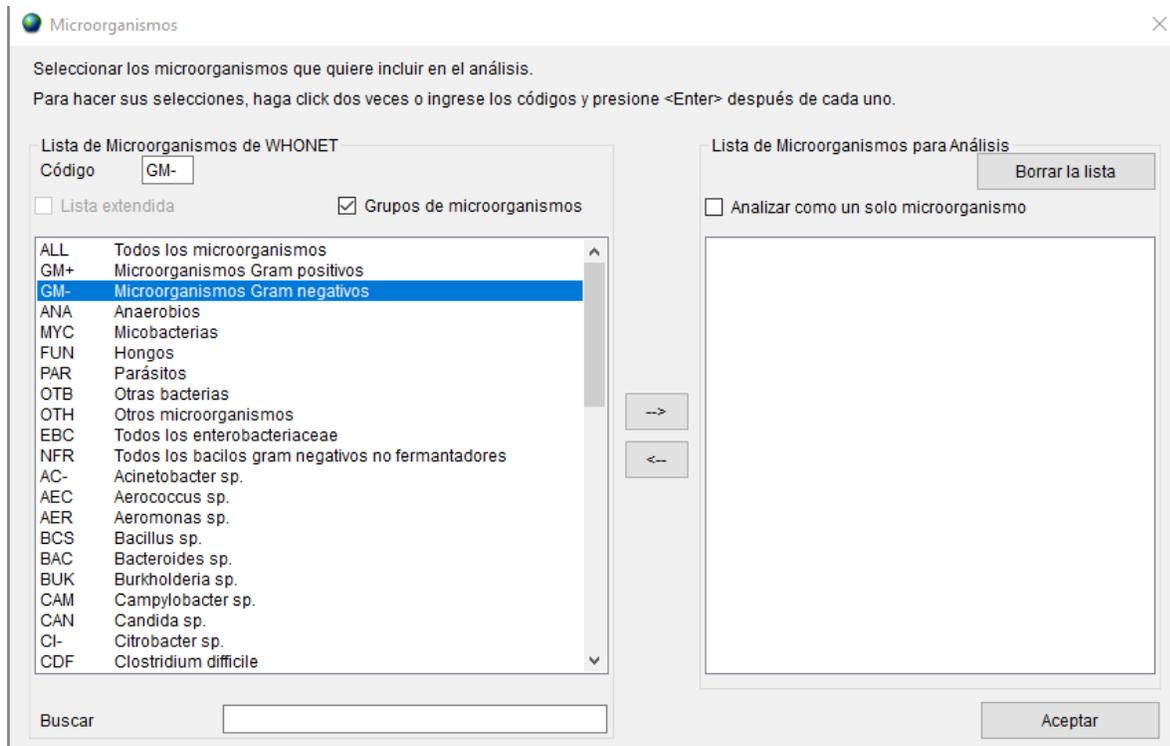 Microorganismos
Seleccionar los microorganismos que quiere incluir en el análisis.
Para hacer sus selecciones, haga click dos veces o ingrese los códigos y presione <Enter> después de cada uno.
Lista de Microorganismos de WHONET
Código GM-
Lista extendida Grupos de microorganismos
ALL Todos los microorganismos
GM+ Microorganismos Gram positivos
GM- Microorganismos Gram negativos
ANA Anaerobios
MYC Micobacterias
FUN Hongos
PAR Parásitos
OTB Otras bacterias
OTH Otros microorganismos
EBC Todos los enterobacteriaceae
NFR Todos los bacilos gram negativos no fermantadores
AC- Acinetobacter sp.
AEC Aerococcus sp.
AER Aeromonas sp.
BCS Bacillus sp.
BAC Bacteroides sp.
BUK Burkholderia sp.
CAM Campylobacter sp.
CAN Candida sp.
CI- Citrobacter sp.
CDF Clostridium difficile
Buscar
-->
<--
Lista de Microorganismos para Análisis
Borrar la lista
Analizar como un solo microorganismo
Aceptar